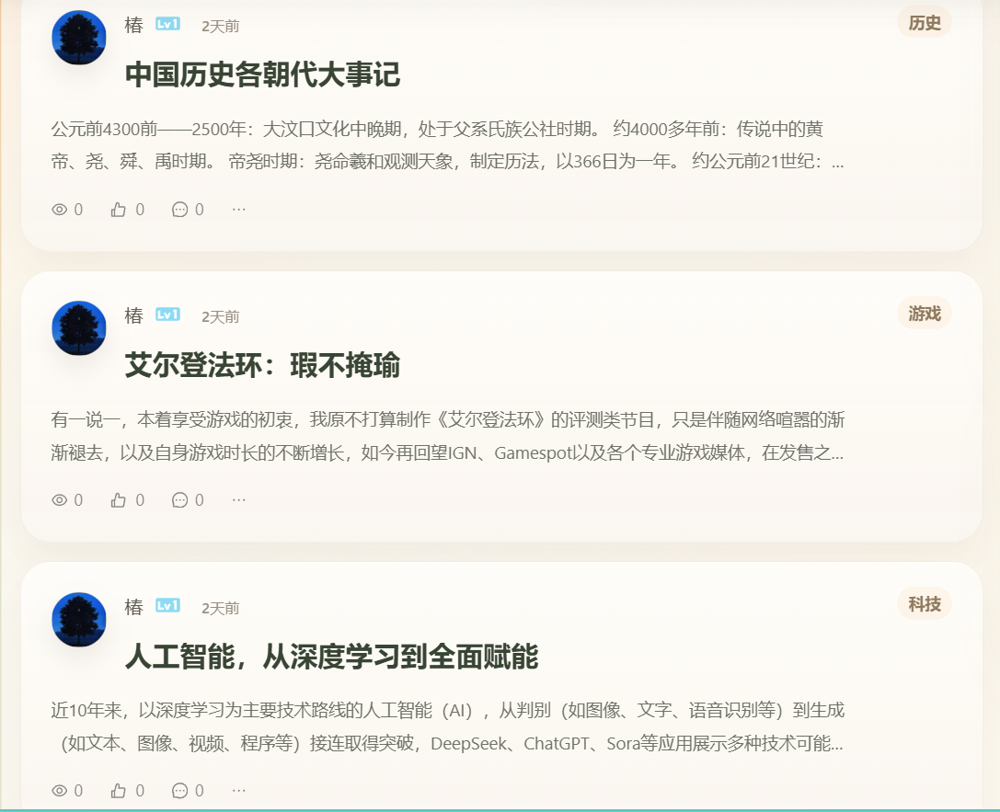 椿 Lv1 2天前 历史
中国历史各朝代大事记
公元前4300前——2500年：大汶口文化中晚期，处于父系氏族公社时期。 约4000多年前：传说中的黄
帝、尧、舜、禹时期。 帝尧时期：尧命羲和观测天象，制定历法，以366日为一年。 约公元前21世纪：...
0 0 0 ...
椿 Lv1 2天前 游戏
艾尔登法环：瑕不掩瑜
有一说一，本着享受游戏的初衷，我原不打算制作《艾尔登法环》的评测类节目，只是伴随网络喧嚣的渐
渐褪去，以及自身游戏时长的不断增长，如今再回望IGN、Gamespot以及各个专业游戏媒体，在发售之...
0 0 0 ...
椿 Lv1 2天前 科技
人工智能，从深度学习到全面赋能
近10年来，以深度学习为主要技术路线的人工智能（AI），从判别（如图像、文字、语音识别等）到生成
（如文本、图像、视频、程序等）接连取得突破，DeepSeek、ChatGPT、Sora等应用展示多种技术可能...
0 0 0 ...